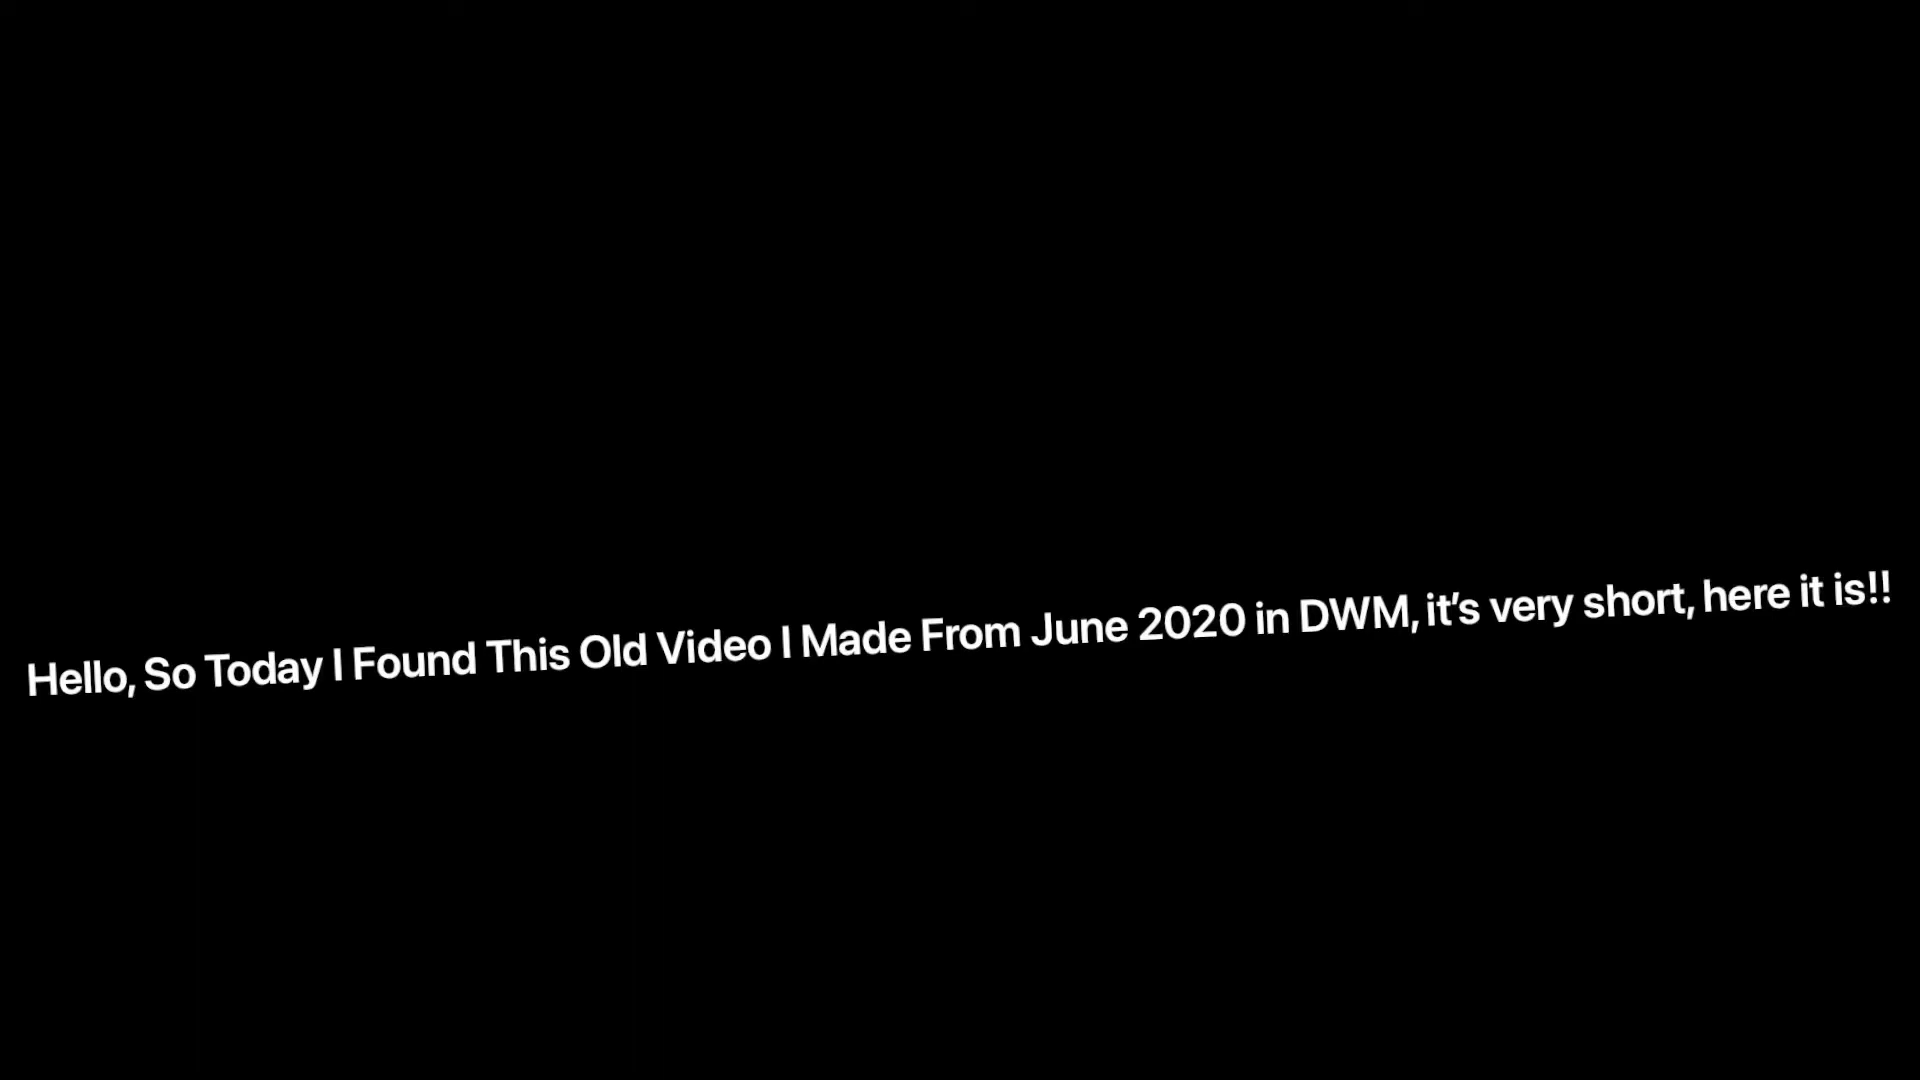 Hello, So Today I Found This Old Video I Made From June 2020 in DWM, it’s very short, here it is!!